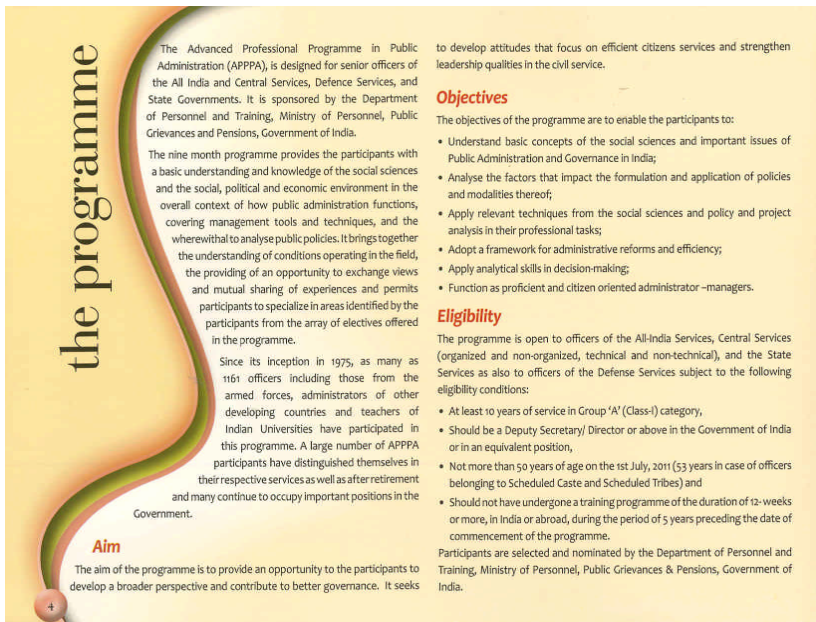 the programme
The Advanced Professional Programme in Public
Administration (APPPA), is designed for senior officers of
the All India and Central Services, Defence Services, and
State Governments. It is sponsored by the Department
of Personnel and Training, Ministry of Personnel, Public
Grievances and Pensions, Government of India.
The nine month programme provides the participants with
a basic understanding and knowledge of the social sciences
and the social, political and economic environment in the
overall context of how public administration functions,
covering management tools and techniques, and the
wherewithal to analyse public policies. It brings together
the understanding of conditions operating in the field,
the providing of an opportunity to exchange views
and mutual sharing of experiences and permits
participants to specialize in areas identified by the
participants from the array of electives offered
in the programme.
Since its inception in 1975, as many as
1161 officers including those from the
armed forces, administrators of other
developing countries and teachers of
Indian Universities have participated in
this programme. A large number of APPPA
participants have distinguished themselves in
their respective services as well as after retirement
and many continue to occupy important positions in the
Government.
Aim
The aim of the programme is to provide an opportunity to the participants to
develop a broader perspective and contribute to better governance. It seeks
to develop attitudes that focus on efficient citizens services and strengthen
leadership qualities in the civil service.
Objectives
The objectives of the programme are to enable the participants to:
• Understand basic concepts of the social sciences and important issues of
Public Administration and Governance in India;
• Analyse the factors that impact the formulation and application of policies
and modalities thereof;
• Apply relevant techniques from the social sciences and policy and project
analysis in their professional tasks;
• Adopt a framework for administrative reforms and efficiency;
• Apply analytical skills in decision-making;
• Function as proficient and citizen oriented administrator –managers.
Eligibility
The programme is open to officers of the All-India Services, Central Services
(organized and non-organized, technical and non-technical), and the State
Services as also to officers of the Defense Services subject to the following
eligibility conditions:
• At least 10 years of service in Group ‘A’ (Class-I) category,
• Should be a Deputy Secretary/ Director or above in the Government of India
or in an equivalent position,
• Not more than 50 years of age on the 1st July, 2011 (53 years in case of officers
belonging to Scheduled Caste and Scheduled Tribes) and
• Should not have undergone a training programme of the duration of 12- weeks
or more, in India or abroad, during the period of 5 years preceding the date of
commencement of the programme.
Participants are selected and nominated by the Department of Personnel and
Training, Ministry of Personnel, Public Grievances & Pensions, Government of
India.
4